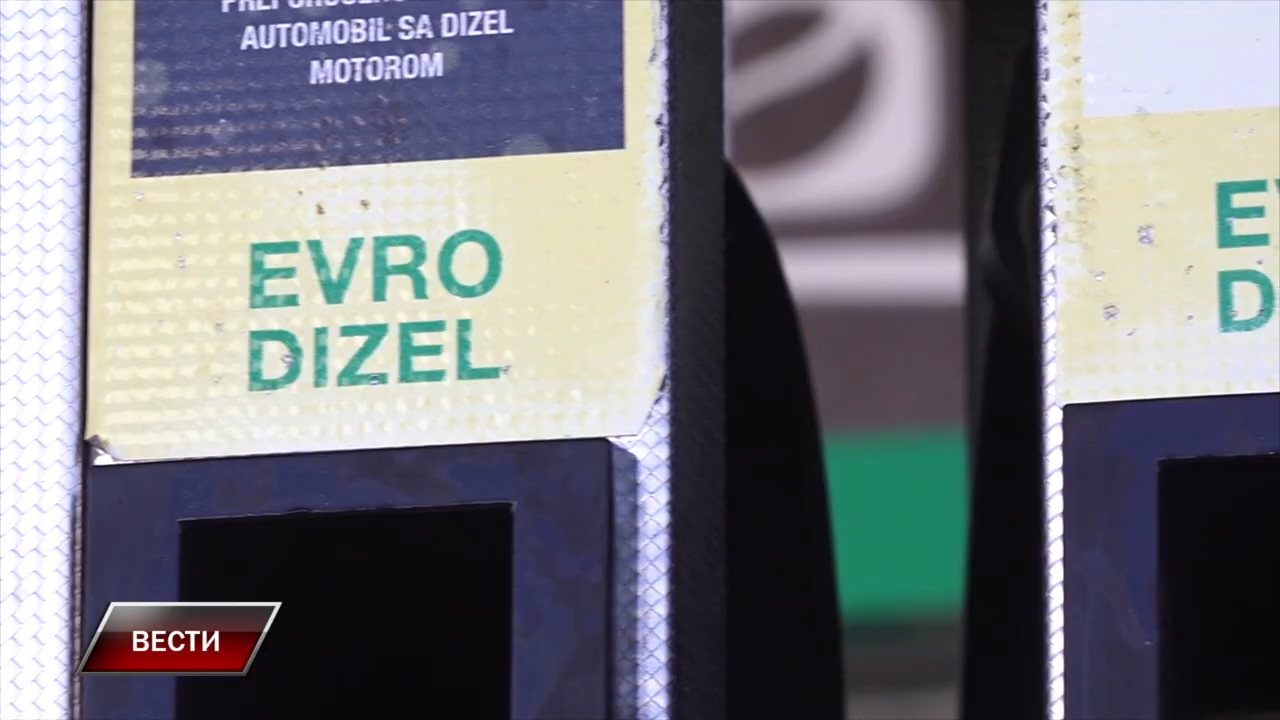 AUTOMOBIL SA DIZEL
MOTOROM
EVRO
DIZEL
E
D
ВЕСТИ